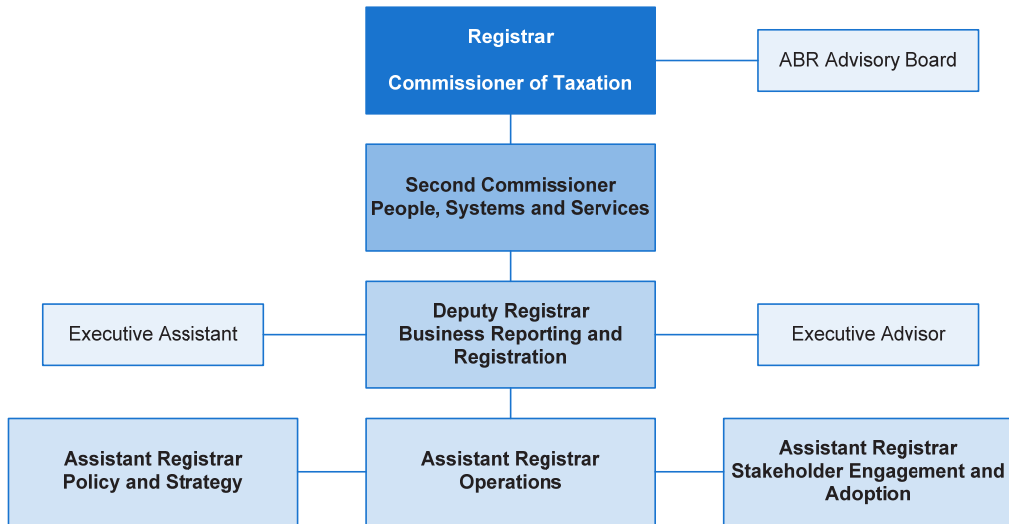 Registrar
Commissioner of Taxation
ABR Advisory Board
Second Commissioner
People, Systems and Services
Executive Assistant
Deputy Registrar
Business Reporting and
Registration
Executive Advisor
Assistant Registrar
Policy and Strategy
Assistant Registrar
Operations
Assistant Registrar
Stakeholder Engagement and
Adoption